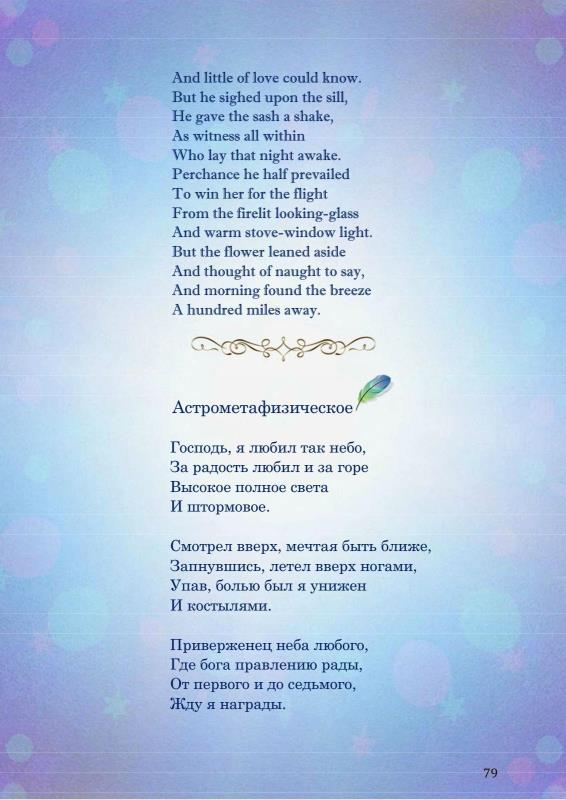 And little of love could know.
But he sighed upon the sill,
He gave the sash a shake,
As witness all within
Who lay that night awake.
Perchance he half prevailed
To win her for the flight
From the firelit looking-glass
And warm stove-window light.
But the flower leaned aside
And thought of naught to say,
And morning found the breeze
A hundred miles away.
Астрометафизическое
Господь, я любил так небо,
За радость любил и за горе
Высокое полное света
И штормовое.
Смотрел вверх, мечтая быть ближе,
Запнувшись, летел вверх ногами,
Упав, болью был я унижен
И костылями.
Приверженец неба любого,
Где бога правлению рады,
От первого и до седьмого,
Жду я награды.
79